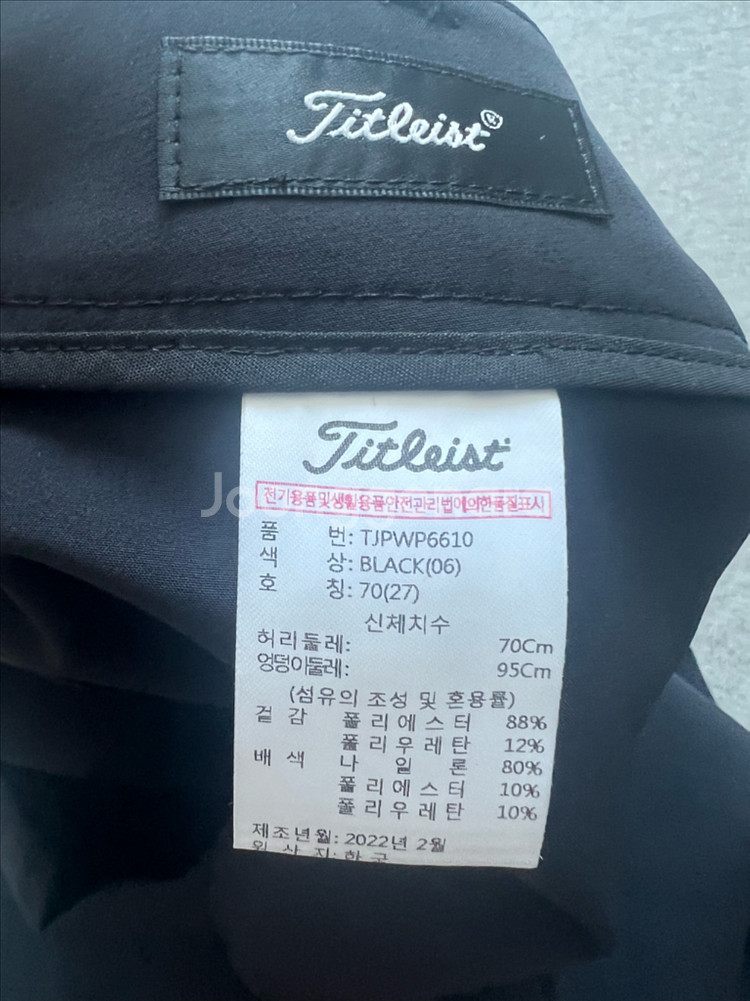 Titleist®
Titleist
전기용품및생활용품안전관리법에의한품질표시
품 번: TJPWP6610
색 상: BLACK(06)
호 칭: 70(27)
신체치수
허리둘레: 70Cm
엉덩이둘레: 95Cm
(섬유의 조성 및 혼용률)
겉 감 폴리에스터 88%
폴리우레탄 12%
배 색 나 일 론 80%
폴리에스터 10%
폴리우레탄 10%
제조년월: 2022년 2월
원 산 지: 한 국